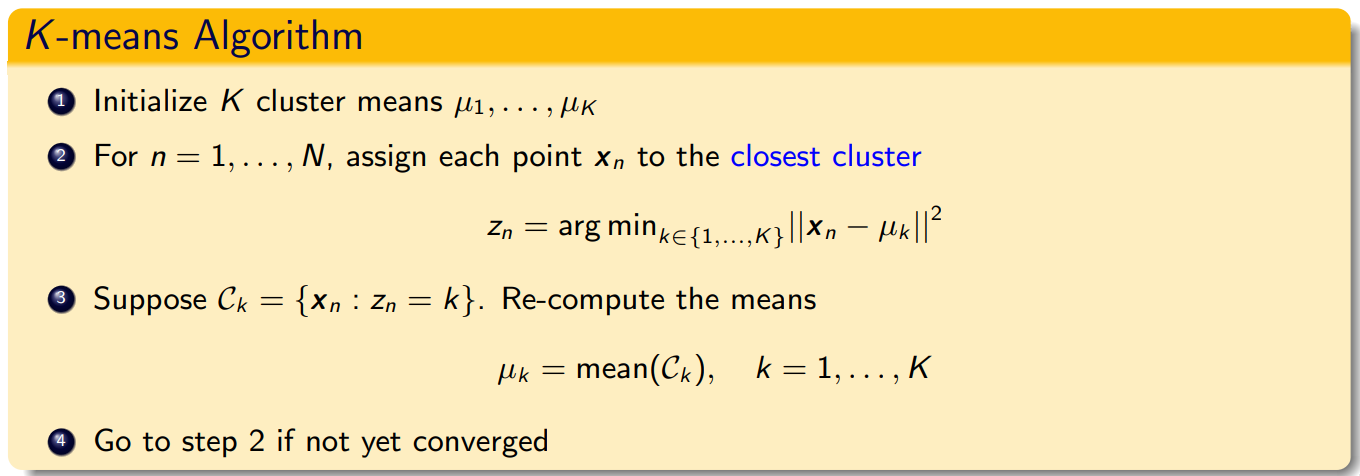 K-means Algorithm
1 Initialize K cluster means μ₁, . . . , μ_K
2 For n = 1, . . . , N, assign each point xₙ to the closest cluster
zₙ = arg min_{k∈{1,...,K}} ||xₙ − μₖ||²
3 Suppose 𝒞ₖ = {xₙ : zₙ = k}. Re-compute the means
μₖ = mean(𝒞ₖ), k = 1, . . . , K
4 Go to step 2 if not yet converged